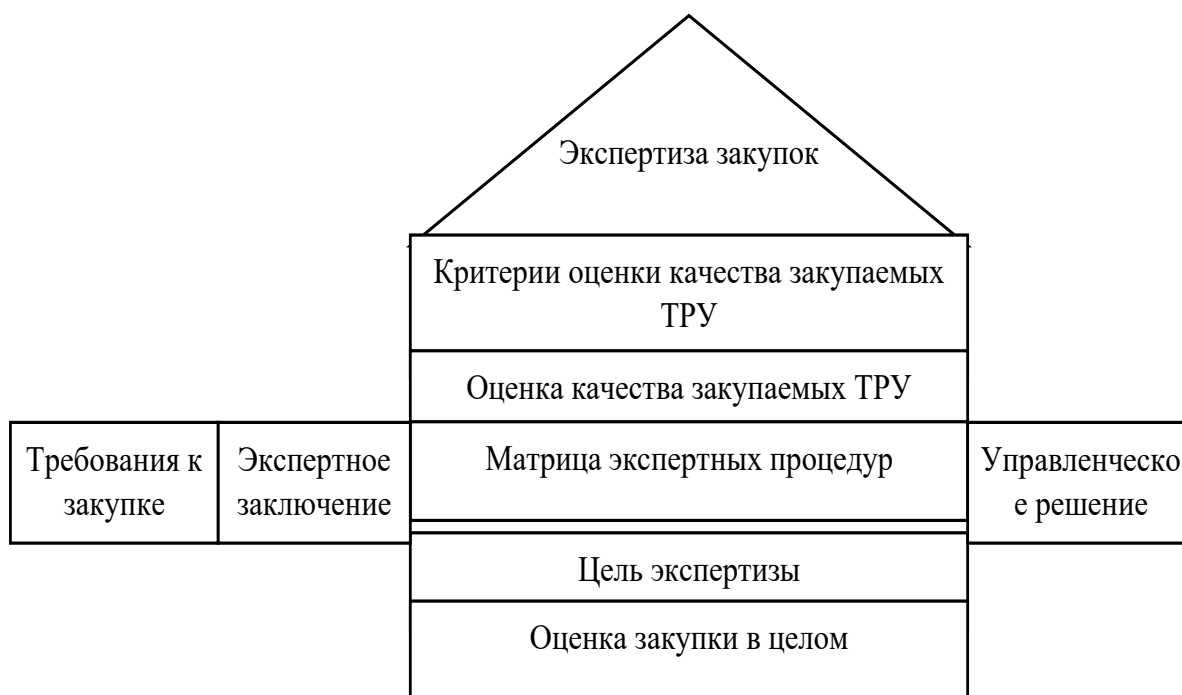 Экспертиза закупок
Критерии оценки качества закупаемых
ТРУ
Оценка качества закупаемых ТРУ
Требования к
закупке
Экспертное
заключение
Матрица экспертных процедур
Управленческо
е решение
Цель экспертизы
Оценка закупки в целом